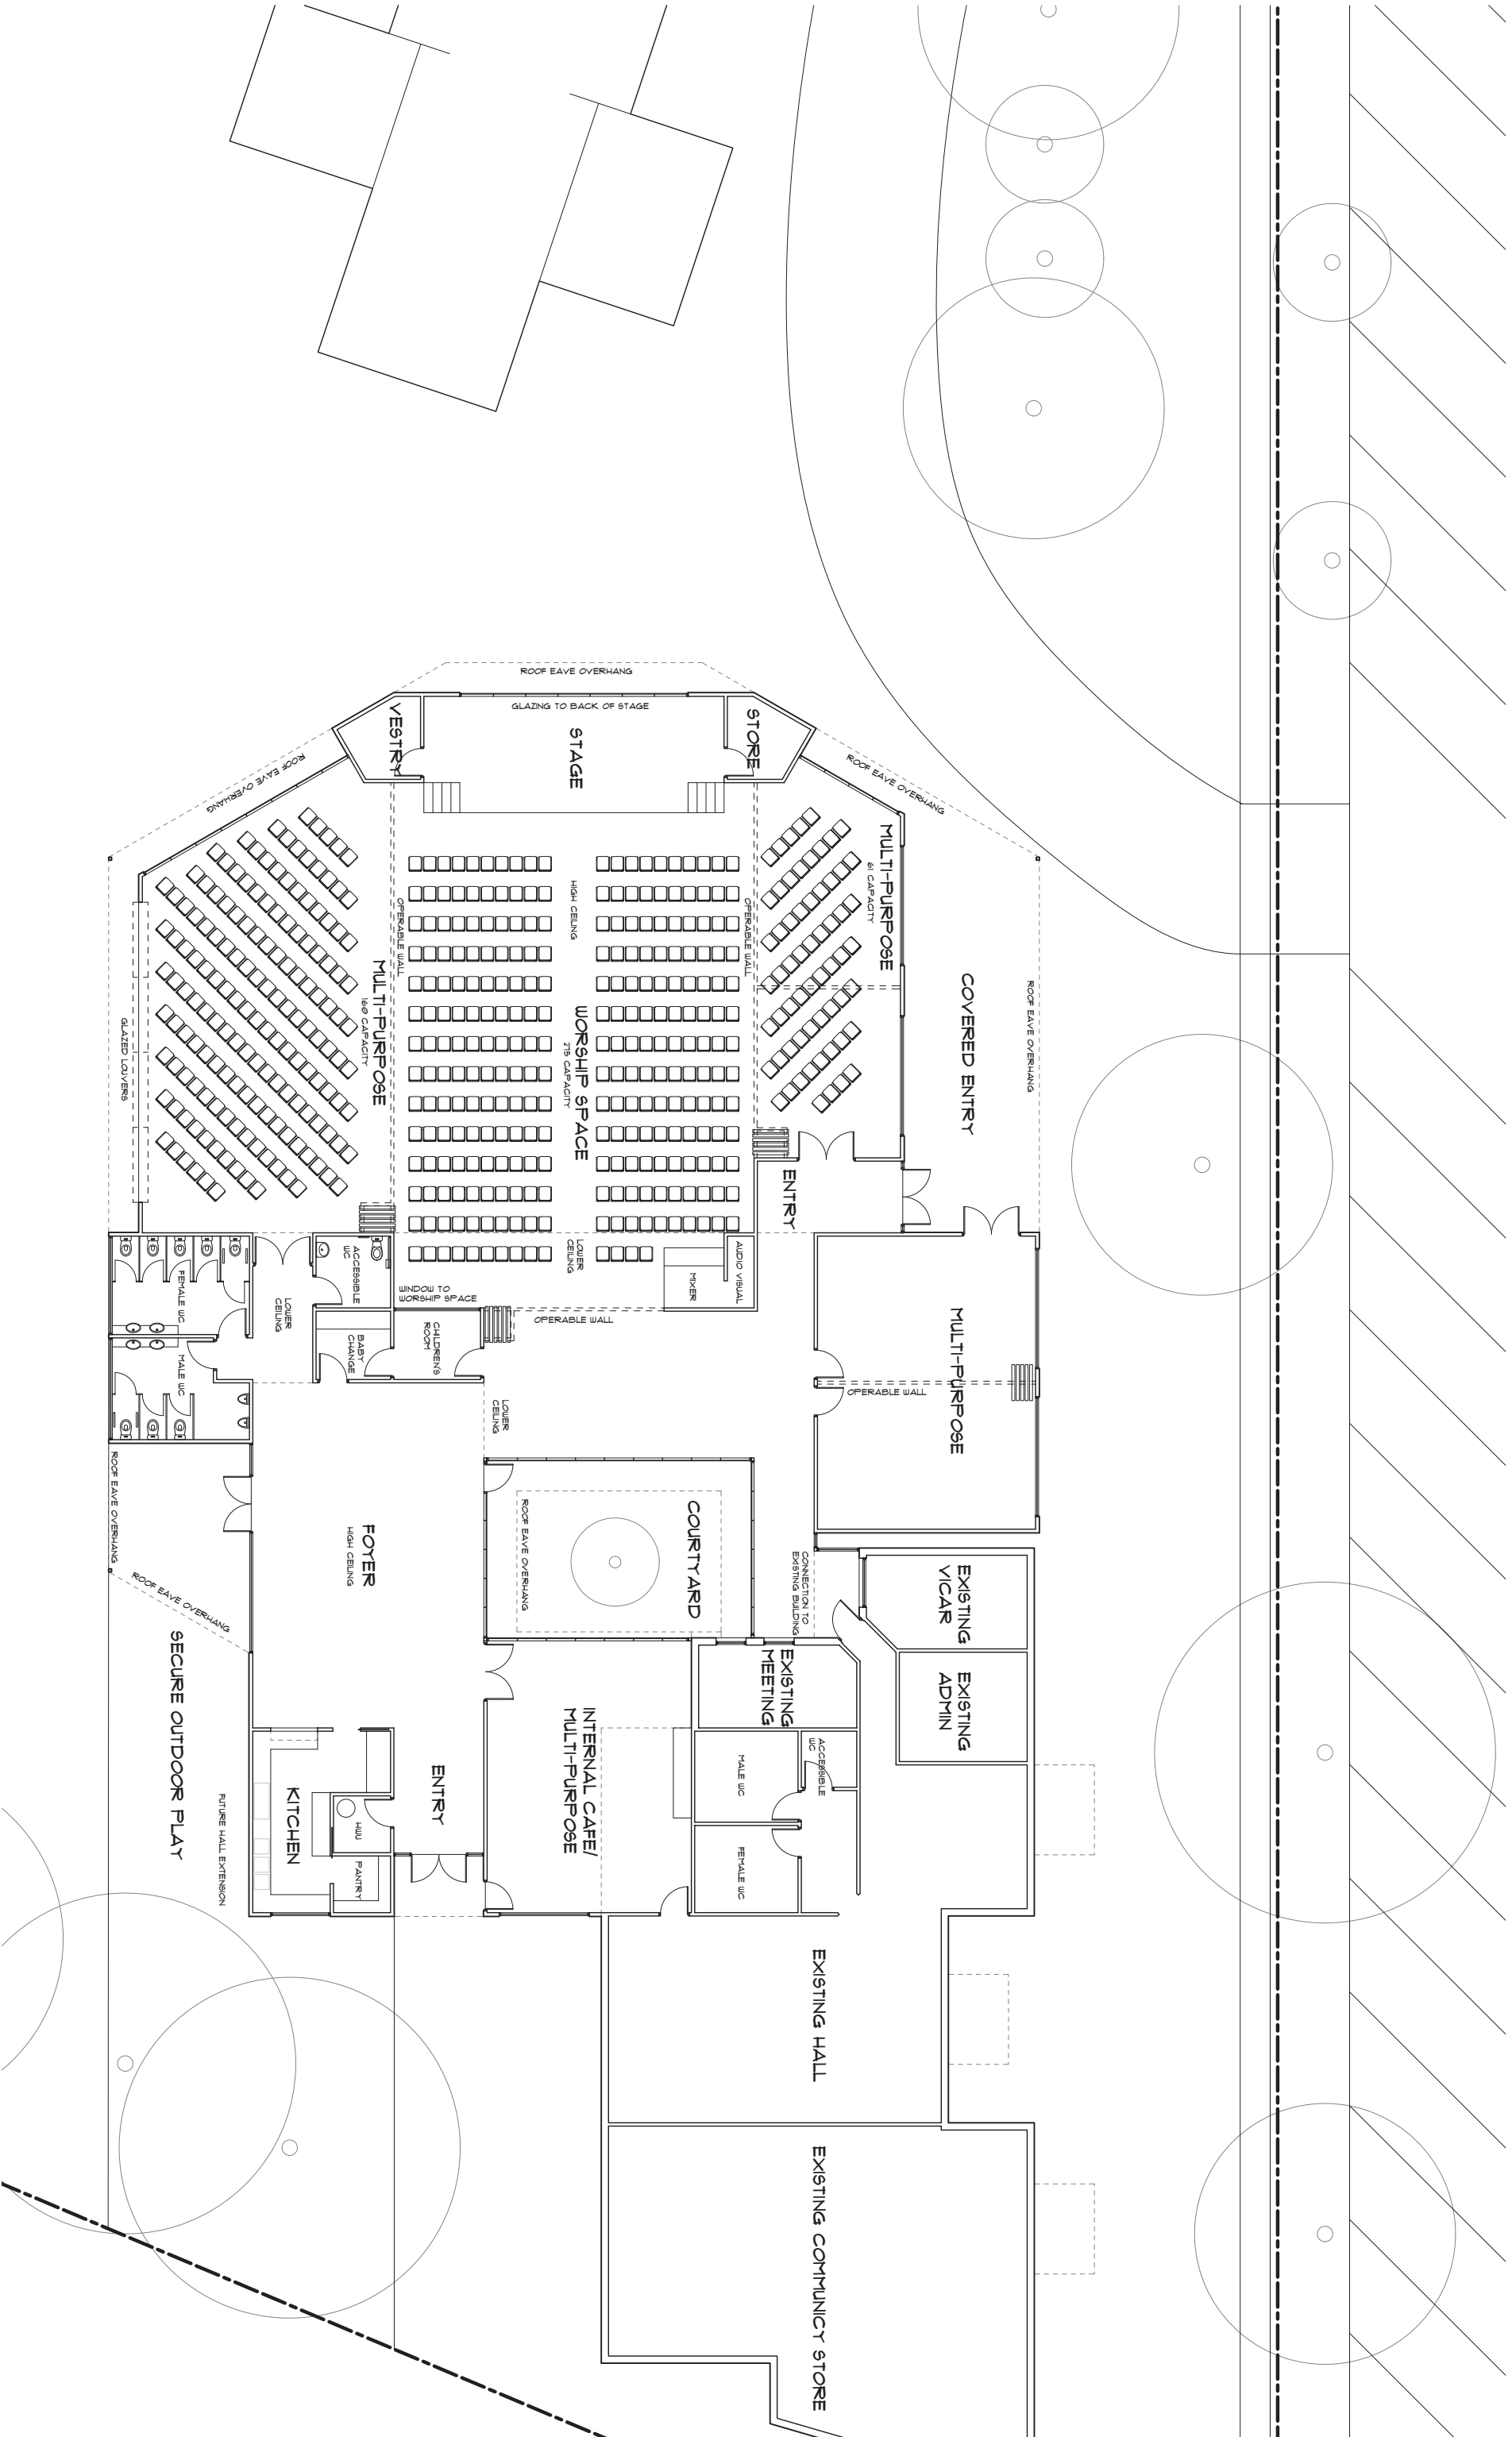 ROOF EAVE OVERHANG
GLAZING TO BACK OF STAGE
VESTRY
STAGE
STORE
ROOF EAVE OVERHANG
ROOF EAVE OVERHANG
MULTI-PURPOSE
61 CAPACITY
OPERABLE WALL
HIGH CEILING
OPERABLE WALL
MULTI-PURPOSE
160 CAPACITY
WORSHIP SPACE
275 CAPACITY
COVERED ENTRY
ROOF EAVE OVERHANG
GLAZED LOUVERS
ENTRY
FEMALE WC
ACCESSIBLE
WC
LOWER
CEILING
AUDIO VISUAL
MIXER
WINDOW TO
WORSHIP SPACE
LOWER
CEILING
OPERABLE WALL
CHILDREN'S
ROOM
BABY
CHANGE
MALE WC
MULTI-PURPOSE
OPERABLE WALL
LOWER
CEILING
ROOF EAVE OVERHANG
FOYER
HIGH CEILING
ROOF EAVE OVERHANG
COURTYARD
CONNECTION TO
EXISTING BUILDING
EXISTING
VICAR
ROOF EAVE OVERHANG
SECURE OUTDOOR PLAY
EXISTING
MEETING
EXISTING
ADMIN
INTERNAL CAFE/
MULTI-PURPOSE
MALE WC
ACCESSIBLE
WC
ENTRY
KITCHEN
HWU
PANTRY
FUTURE HALL EXTENSION
FEMALE WC
EXISTING HALL
EXISTING COMMUNICY STORE